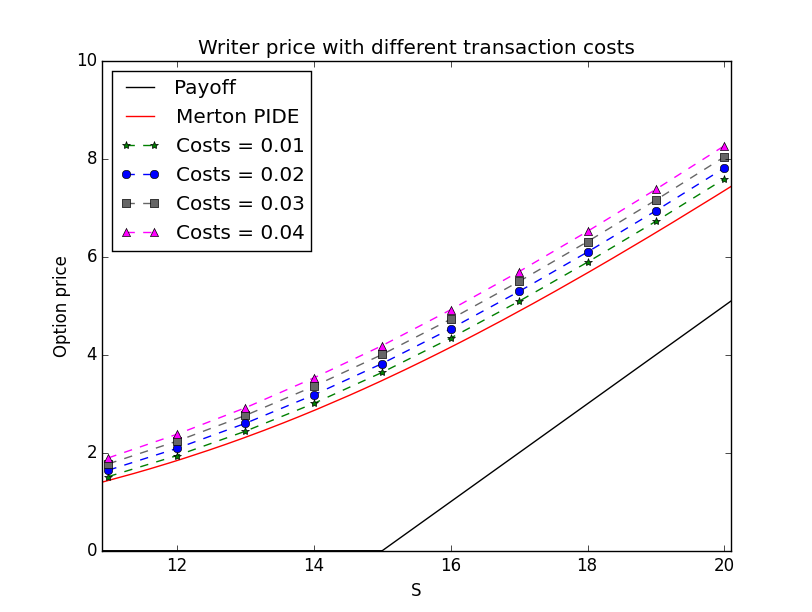 Writer price with different transaction costs
10
8
6
4
2
0
Option price
Payoff
Merton PIDE
Costs = 0.01
Costs = 0.02
Costs = 0.03
Costs = 0.04
12 14 16 18 20
S